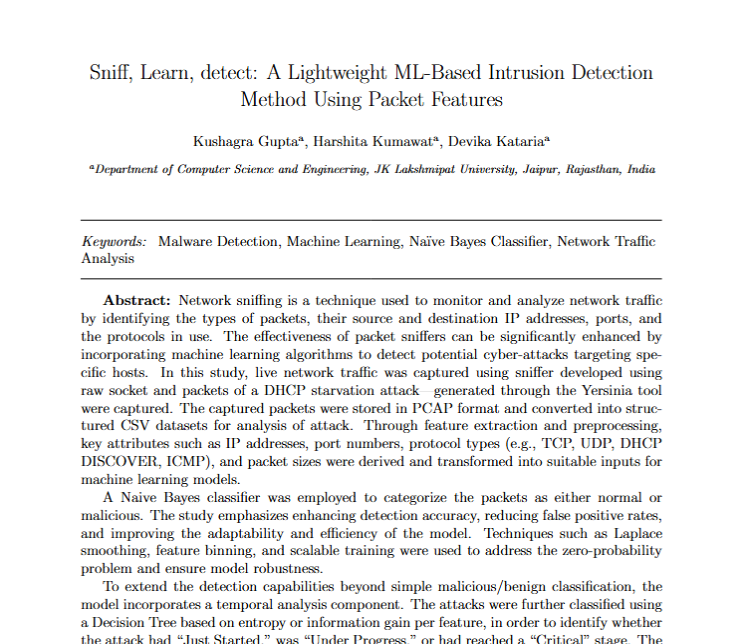 Sniff, Learn, detect: A Lightweight ML-Based Intrusion Detection
Method Using Packet Features
Kushagra Guptaᵃ, Harshita Kumawatᵃ, Devika Katariaᵃ
ᵃDepartment of Computer Science and Engineering, JK Lakshmipat University, Jaipur, Rajasthan, India
Keywords: Malware Detection, Machine Learning, Naïve Bayes Classifier, Network Traffic
Analysis
Abstract: Network sniffing is a technique used to monitor and analyze network traffic
by identifying the types of packets, their source and destination IP addresses, ports, and
the protocols in use. The effectiveness of packet sniffers can be significantly enhanced by
incorporating machine learning algorithms to detect potential cyber-attacks targeting spe-
cific hosts. In this study, live network traffic was captured using sniffer developed using
raw socket and packets of a DHCP starvation attack generated through the Yersinia tool
were captured. The captured packets were stored in PCAP format and converted into struc-
tured CSV datasets for analysis of attack. Through feature extraction and preprocessing,
key attributes such as IP addresses, port numbers, protocol types (e.g., TCP, UDP, DHCP
DISCOVER, ICMP), and packet sizes were derived and transformed into suitable inputs for
machine learning models.
A Naive Bayes classifier was employed to categorize the packets as either normal or
malicious. The study emphasizes enhancing detection accuracy, reducing false positive rates,
and improving the adaptability and efficiency of the model. Techniques such as Laplace
smoothing, feature binning, and scalable training were used to address the zero-probability
problem and ensure model robustness.
To extend the detection capabilities beyond simple malicious/benign classification, the
model incorporates a temporal analysis component. The attacks were further classified using
a Decision Tree based on entropy or information gain per feature, in order to identify whether
the attack had “Just Started,” was “Under Progress,” or had reached a “Critical” stage. The